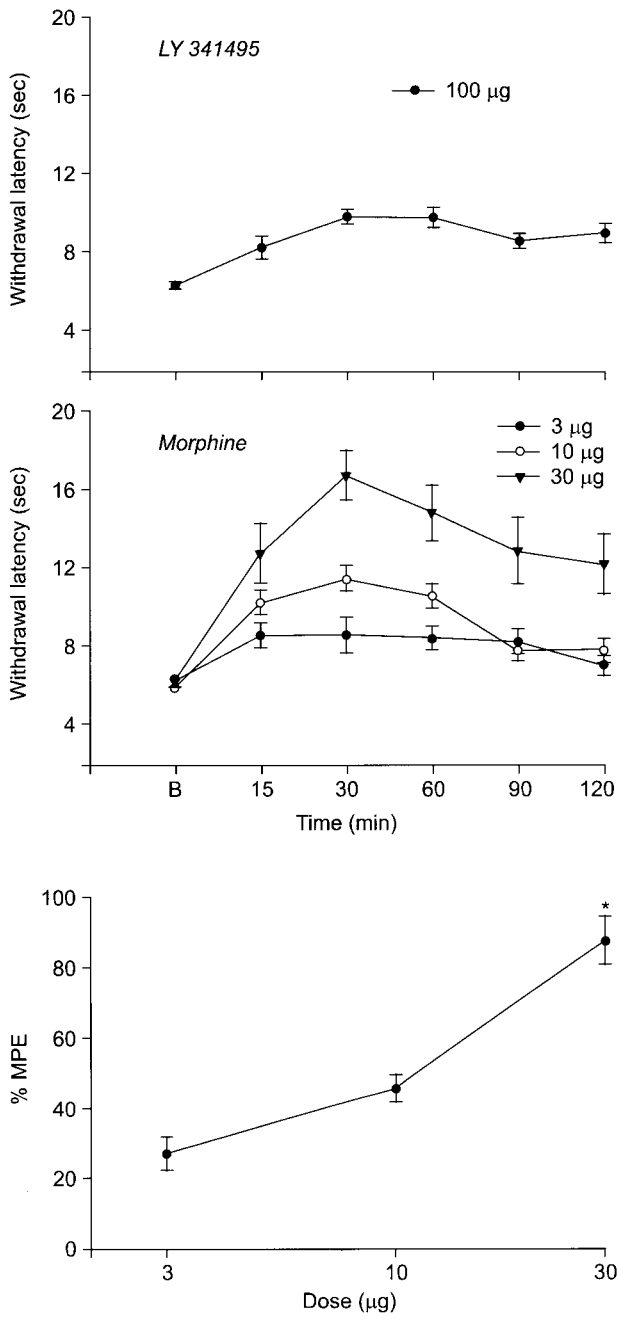 20
LY 341495
100 μg
16
12
8
4
Withdrawal latency (sec)
20
Morphine
3 μg
10 μg
30 μg
16
12
8
4
Withdrawal latency (sec)
B 15 30 60 90 120
Time (min)
100
*
80
60
40
20
0
% MPE
3 10 30
Dose (μg)